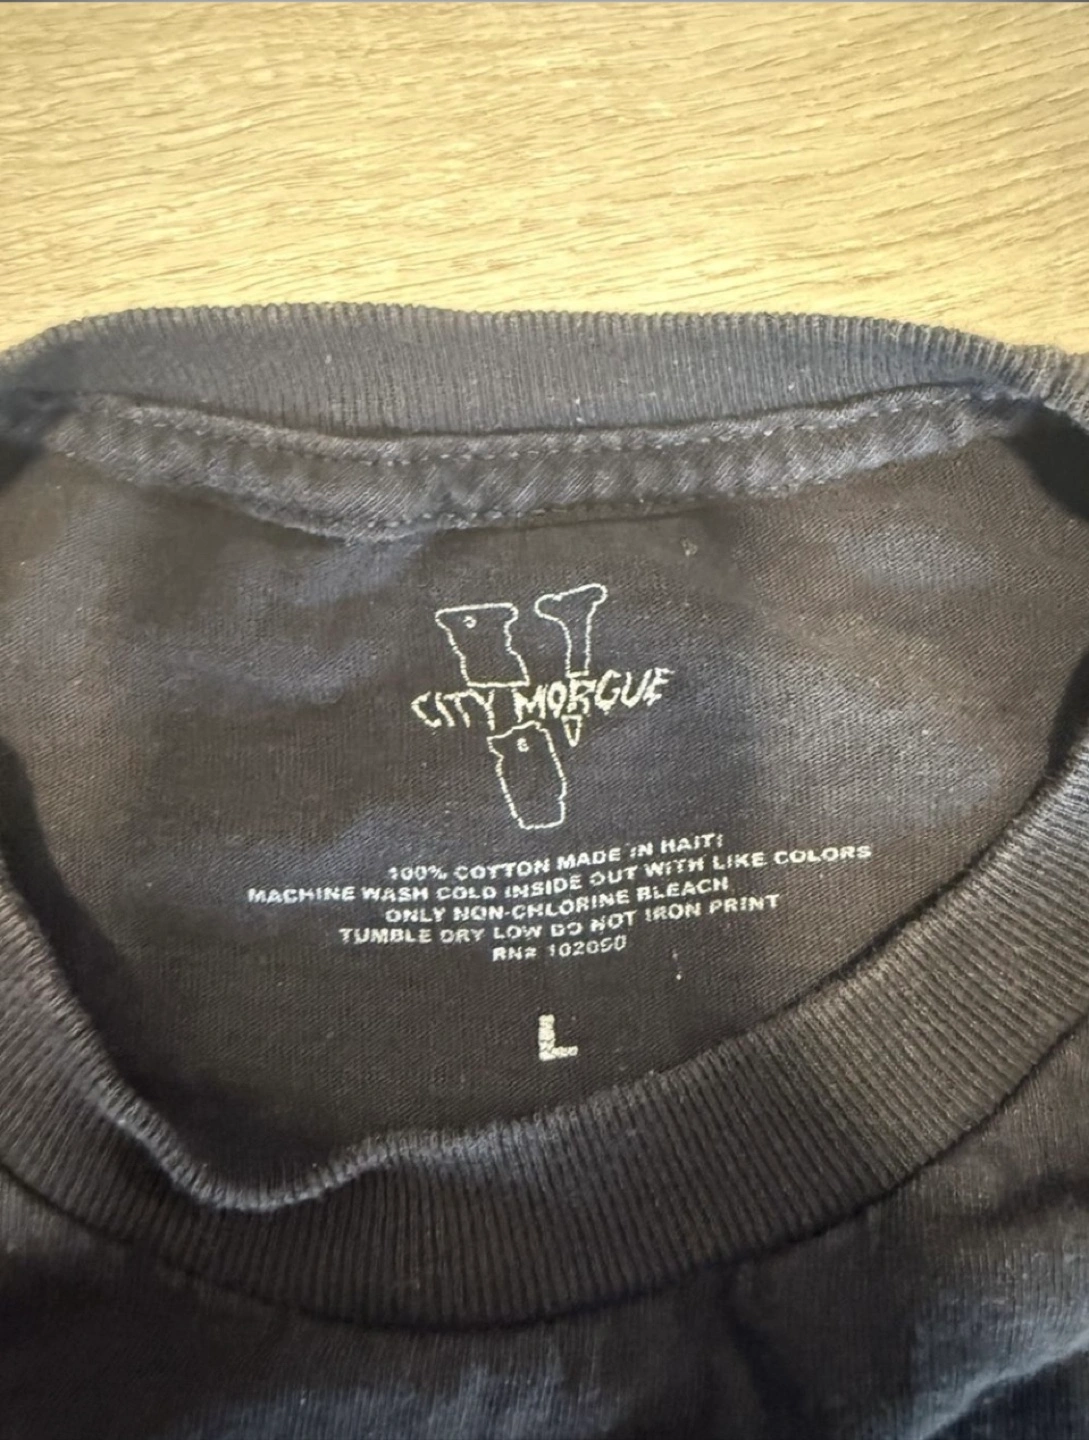 CITY MORGUE
100% COTTON MADE IN HAITI
MACHINE WASH COLD INSIDE OUT WITH LIKE COLORS
ONLY NON-CHLORINE BLEACH
TUMBLE DRY LOW DO NOT IRON PRINT
RN# 102050
L